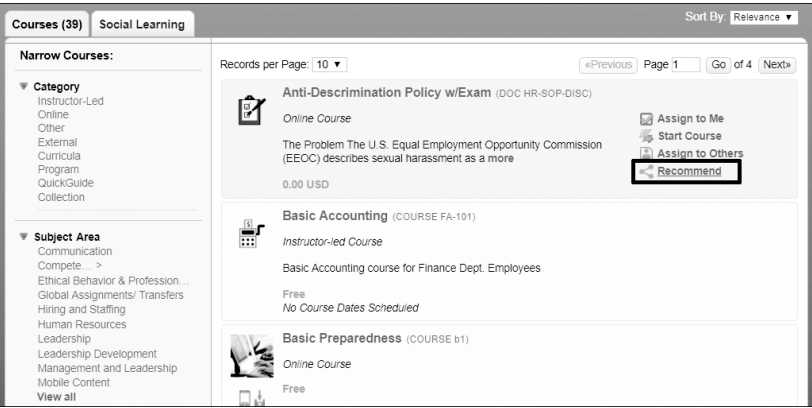 Courses (39) Social Learning
Sort By: Relevance ▼
Narrow Courses:
Category
Instructor-Led
Online
Other
External
Curricula
Program
QuickGuide
Collection
Subject Area
Communication
Compete... >
Ethical Behavior & Profession...
Global Assignments/ Transfers
Hiring and Staffing
Human Resources
Leadership
Leadership Development
Management and Leadership
Mobile Content
View all
Records per Page: 10 ▼
«Previous Page 1 Go of 4 Next»
Anti-Descrimination Policy w/Exam (DOC HR-SOP-DISC)
Online Course
The Problem The U.S. Equal Employment Opportunity Commission
(EEOC) describes sexual harassment as a more
0.00 USD
Assign to Me
Start Course
Assign to Others
Recommend
Basic Accounting (COURSE FA-101)
Instructor-led Course
Basic Accounting course for Finance Dept. Employees
Free
No Course Dates Scheduled
Basic Preparedness (COURSE b1)
Online Course
Free